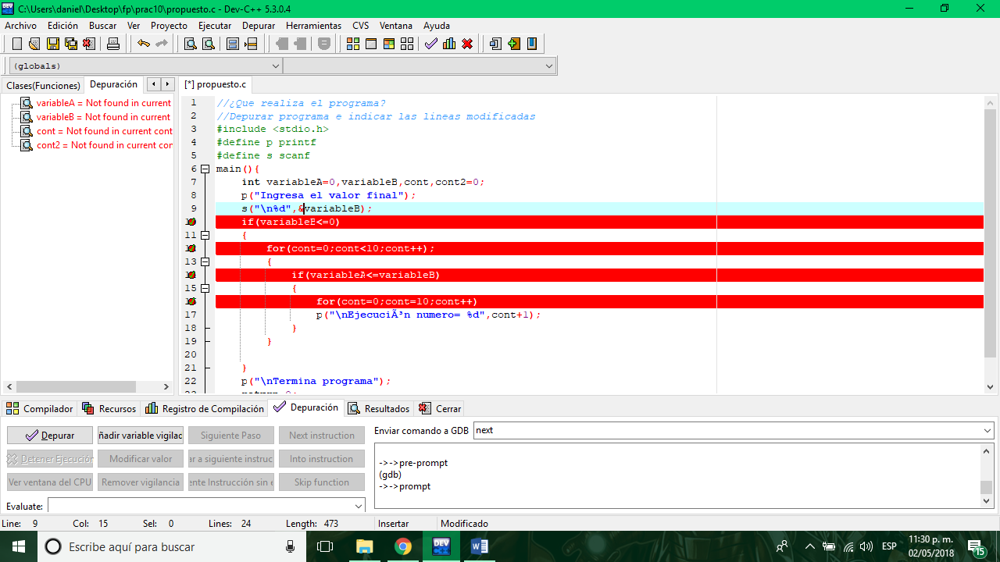 C:\Users\daniel\Desktop\fp\prac10\propuesto.c - Dev-C++ 5.3.0.4
Archivo Edición Buscar Ver Proyecto Ejecutar Depurar Herramientas CVS Ventana Ayuda
(globals)
Clases(Funciones) Depuración
[*] propuesto.c
variableA = Not found in current
variableB = Not found in current
cont = Not found in current cont
cont2 = Not found in current con
1 //¿Que realiza el programa?
2 //Depurar programa e indicar las lineas modificadas
3 #include <stdio.h>
4 #define p printf
5 #define s scanf
6 main(){
7 int variableA=0,variableB,cont,cont2=0;
8 p("Ingresa el valor final");
9 s("\n%d",&variableB);
if(variableB<=0)
11 {
for(cont=0;cont<10;cont++);
13 {
if(variableA<=variableB)
15 {
for(cont=0;cont=10;cont++)
17 p("\nEjecuciÃ³n numero= %d",cont+1);
18 }
19 }
20
21 }
22 p("\nTermina programa");
Compilador Recursos Registro de Compilación Depuración Resultados Cerrar
Depurar ñadir variable vigilad Siguiente Paso Next instruction
Detener Ejecución Modificar valor ar a siguiente instruc Into instruction
Ver ventana del CPU Remover vigilancia ente Instrucción sin e Skip function
Evaluate:
Enviar comando a GDB next
->->pre-prompt
(gdb)
->->prompt
Line: 9 Col: 15 Sel: 0 Lines: 24 Length: 473 Insertar Modificado
Escribe aquí para buscar
DEV
ESP
11:30 p. m.
02/05/2018
15